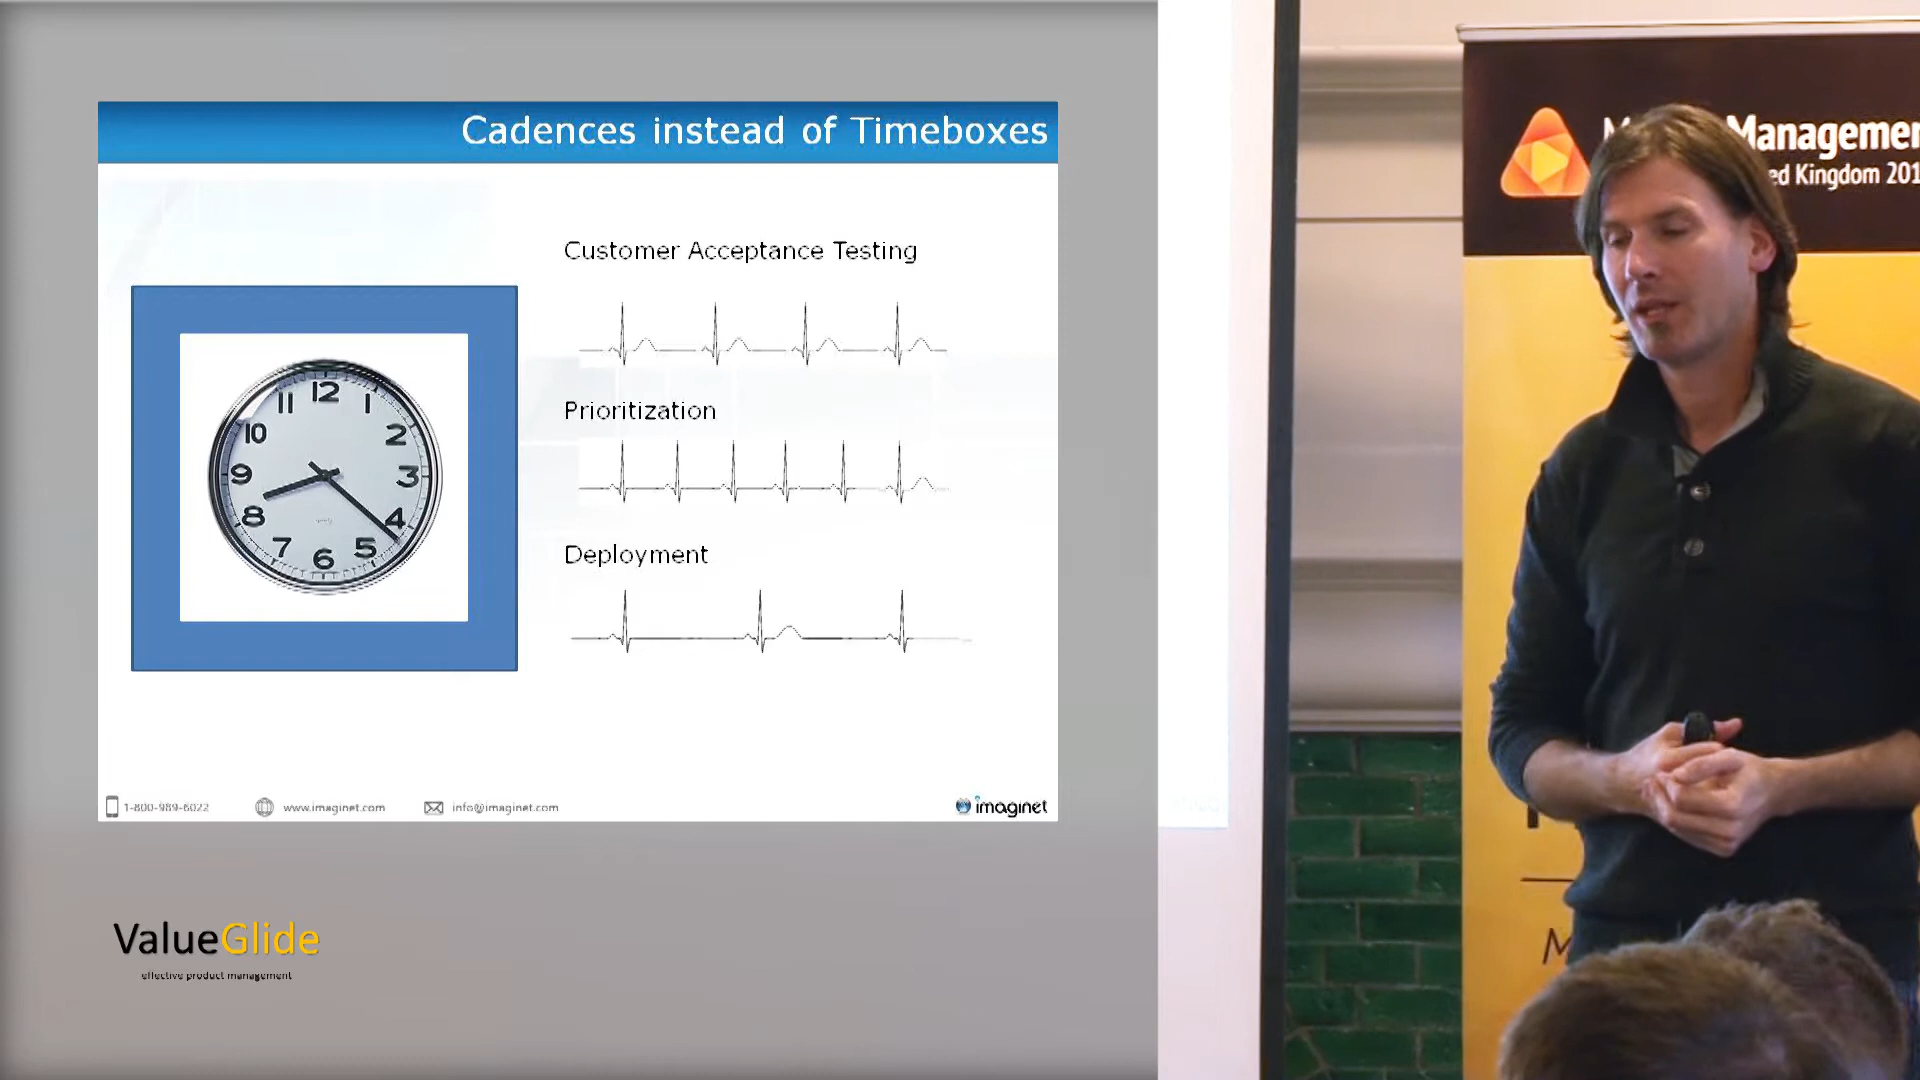 Cadences instead of Timeboxes
Customer Acceptance Testing
Prioritization
Deployment
12
1
2
3
4
5
6
7
8
9
10
11
1-800-989-6022
www.imaginet.com
info@imaginet.com
imaginet
ValueGlide
effective product management
Management
Kingdom 201